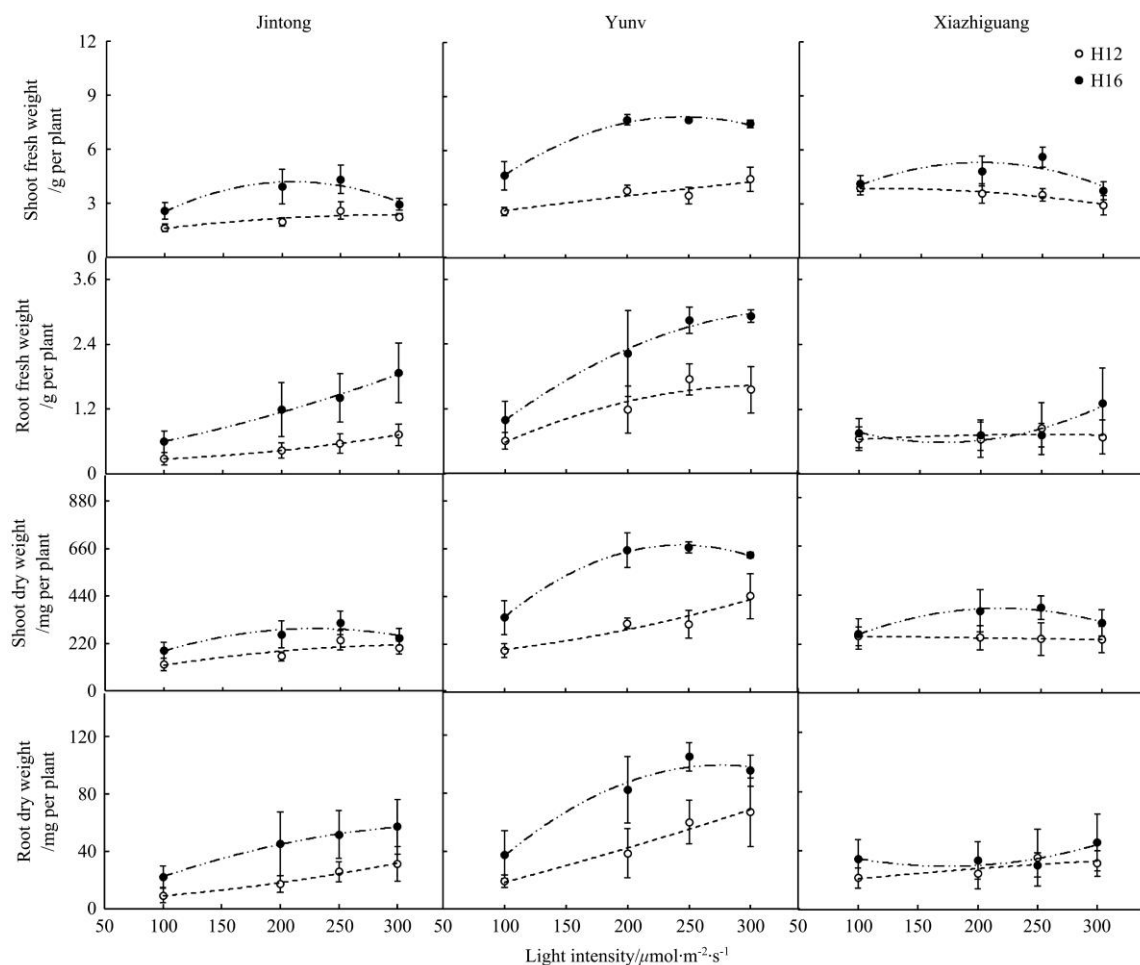 Jintong Yunv Xiazhiguang
12
9
6
3
0
Shoot fresh weight
/g per plant
H12
H16
3.6
2.4
1.2
0
Root fresh weight
/g per plant
880
660
440
220
0
Shoot dry weight
/mg per plant
120
80
40
0
Root dry weight
/mg per plant
50 100 150 200 250 300 50 100 150 200 250 300 50 100 150 200 250 300
Light intensity/μmol·m⁻²·s⁻¹